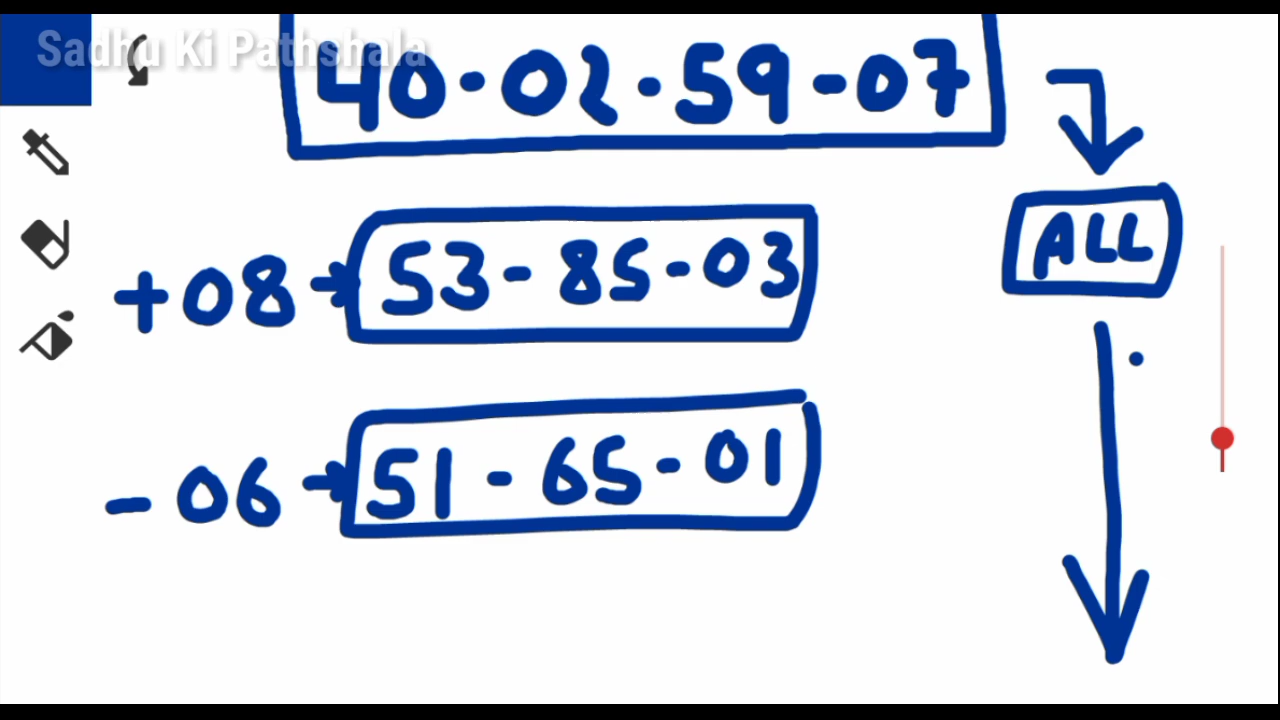 Sadhu Ki Pathshala
40-02-59-07
ALL
+08→53-85-03
-06→51-65-01